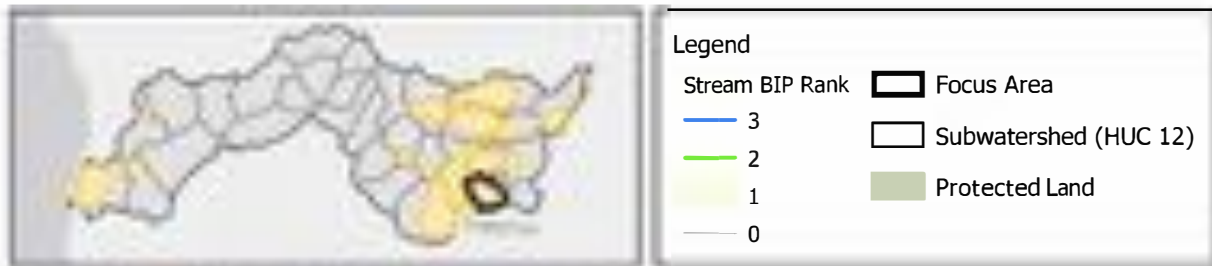 Legend
Stream BIP Rank
3
2
1
0
Focus Area
Subwatershed (HUC 12)
Protected Land